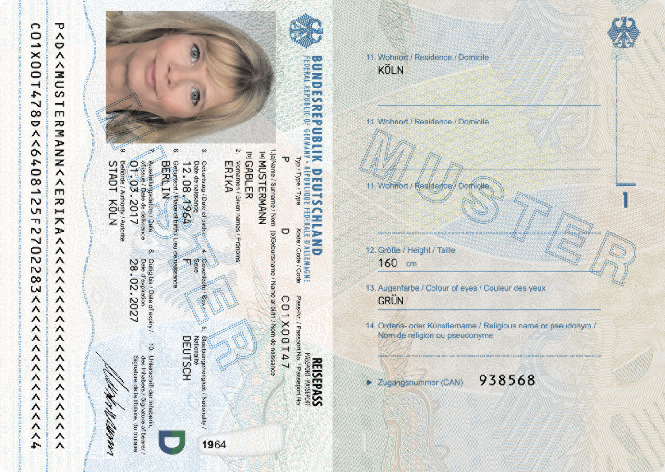 BUNDESREPUBLIK DEUTSCHLAND
FEDERAL REPUBLIC OF GERMANY • RÉPUBLIQUE FÉDÉRALE D'ALLEMAGNE
REISEPASS
PASSPORT • PASSEPORT
Typ / Type / Type Kode / Code / Code Pass-Nr. / Passport No. / Passeport No
P D C01X00T47
1.[a]Name / Surname / Nom [b]Geburtsname / Name at birth / Nom de naissance
[a] MUSTERMANN
[b] GABLER
2. Vornamen / Given names / Prénoms
ERIKA
3. Geburtstag / Date of birth / Date de naissance
4. Geschlecht / Sex / Sexe
5. Staatsangehörigkeit / Nationality / Nationalité
12.08.1964 F DEUTSCH
6. Geburtsort / Place of birth / Lieu de naissance
BERLIN
7. Ausstellungsdatum / Date of issue / Date de délivrance
8. Gültig bis / Date of expiry / Date d'expiration
01.03.2017 28.02.2027
9. Behörde / Authority / Autorité
STADT KÖLN
10. Unterschrift der Inhaberin, des Inhabers / Signature of bearer / Signature de la titulaire, du titulaire
D
1964
MUSTER
P<D<<MUSTERMANN<<ERIKA<<<<<<<<<<<<<<<<<<<<<<
C01X00T478D<<6408125F2702283<<<<<<<<<<<<<<<4
11. Wohnort / Residence / Domicile
KÖLN
11. Wohnort / Residence / Domicile
11. Wohnort / Residence / Domicile
MUSTER
1
12. Größe / Height / Taille
160 cm
13. Augenfarbe / Colour of eyes / Couleur des yeux
GRÜN
14. Ordens- oder Künstlername / Religious name or pseudonym /
Nom de religion ou pseudonyme
► Zugangsnummer (CAN) 938568